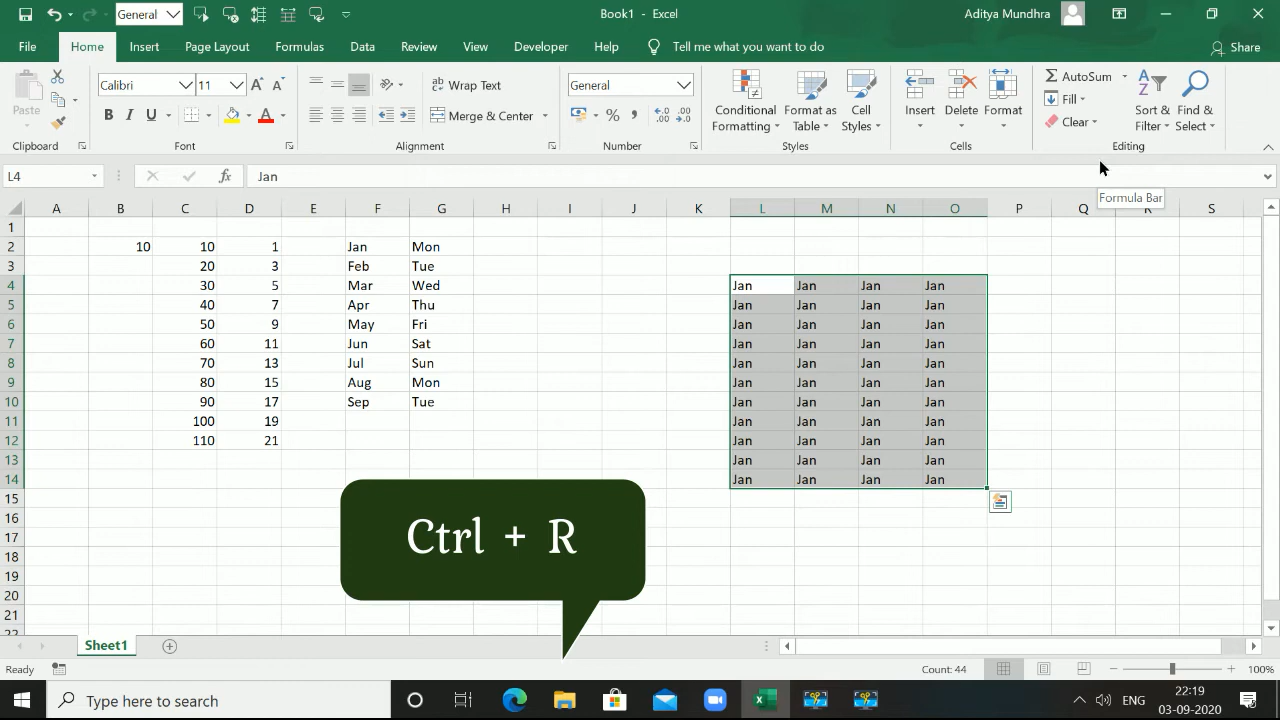 General
Book1 - Excel
Aditya Mundhra
File Home Insert Page Layout Formulas Data Review View Developer Help Tell me what you want to do Share
Paste
Clipboard
Calibri 11
B I U A
Font
ab Wrap Text
Merge & Center
Alignment
General
% ,
Number
Conditional Formatting
Format as Table
Cell Styles
Styles
Insert
Delete
Format
Cells
AutoSum
Fill
Clear
Sort & Filter
Find & Select
Editing
L4 fx Jan
Formula Bar
A B C D E F G H I J K L M N O P Q R S
1
2 10 10 1 Jan Mon
3 20 3 Feb Tue
4 30 5 Mar Wed Jan Jan Jan Jan
5 40 7 Apr Thu Jan Jan Jan Jan
6 50 9 May Fri Jan Jan Jan Jan
7 60 11 Jun Sat Jan Jan Jan Jan
8 70 13 Jul Sun Jan Jan Jan Jan
9 80 15 Aug Mon Jan Jan Jan Jan
10 90 17 Sep Tue Jan Jan Jan Jan
11 100 19 Jan Jan Jan Jan
12 110 21 Jan Jan Jan Jan
13 Jan Jan Jan Jan
14 Jan Jan Jan Jan
15
16
17
18
19
20
21
22
Ctrl + R
Sheet1
Ready Count: 44 100%
Type here to search
ENG
22:19
03-09-2020